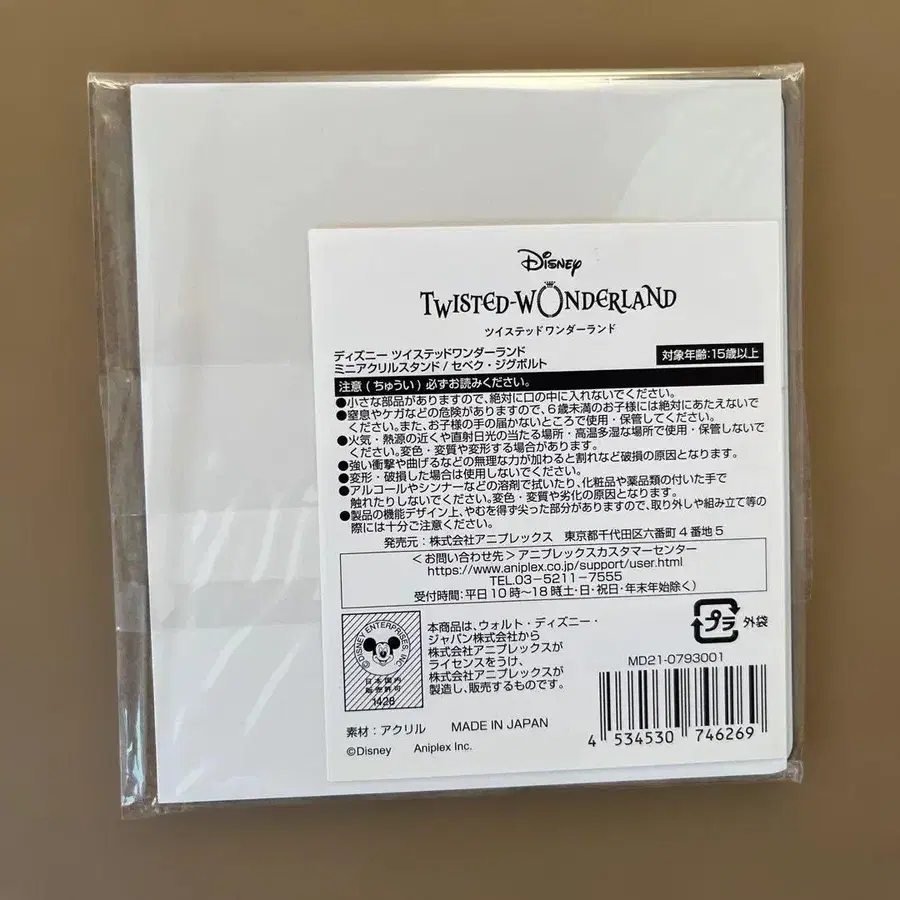 Disney
TWISTED-WONDERLAND
ツイステッドワンダーランド
ディズニー ツイステッドワンダーランド
ミニアクリルスタンド / セベク・ジグボルト
対象年齢:15歳以上
注意 ( ちゅうい ) 必ずお読みください。
●小さな部品がありますので、絶対に口の中に入れないでください。
●窒息やケガなどの危険がありますので、6歳未満のお子様には絶対にあたえないで
ください。また、お子様の手の届かないところで使用・保管してください。
●火気・熱源の近くや直射日光の当たる場所・高温多湿な場所で使用・保管しないで
ください。変色・変質や変形する場合があります。
●強い衝撃や曲げるなどの無理な力が加わると割れなど破損の原因となります。
●変形・破損した場合は使用しないでください。
●アルコールやシンナーなどの溶剤で拭いたり、化粧品や薬品類の付いた手で
触れたりしないでください。変色・変質や劣化の原因となります。
●製品の機能デザイン上、やむを得ず尖った部分がありますので、取り外しや組み立て等の
際には十分ご注意ください。
発売元:株式会社アニプレックス 東京都千代田区六番町4番地5
<お問い合わせ先> アニプレックスカスタマーセンター
https://www.aniplex.co.jp/support/user.html
TEL.03-5211-7555
受付時間:平日10時~18時(土・日・祝日・年末年始除く)
©DISNEY ENTERPRISES, INC.
日本国内
販売許可
1428
本商品は、ウォルト・ディズニー・
ジャパン株式会社から
株式会社アニプレックスが
ライセンスをうけ、
株式会社アニプレックスが
製造し、販売するものです。
プラ
外袋
MD21-0793001
4 534530 746269
素材:アクリル MADE IN JAPAN
©Disney Aniplex Inc.